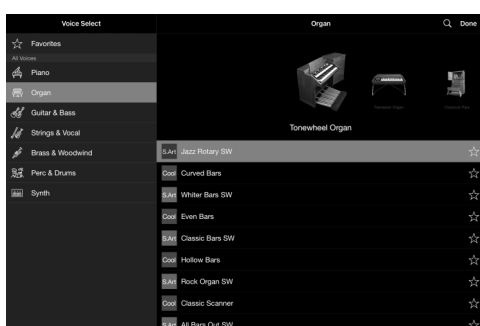 Voice Select
Organ
Done
Favorites
All Voices
Piano
Organ
Guitar & Bass
Strings & Vocal
Brass & Woodwind
Perc & Drums
Synth
Tonewheel Organ
S.Art Jazz Rotary SW
Cool Curved Bars
S.Art Whiter Bars SW
Cool Even Bars
S.Art Classic Bars SW
Cool Hollow Bars
S.Art Rock Organ SW
Cool Classic Scanner
S.Art All Bars Out SW